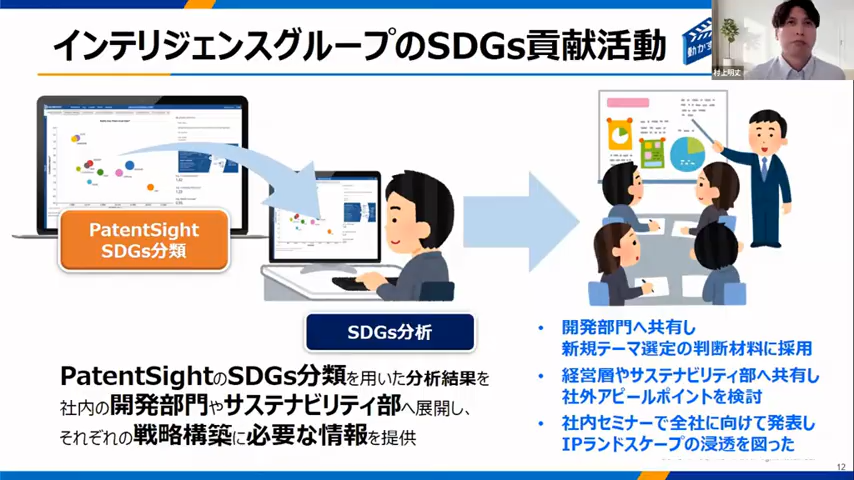 インテリジェンスグループのSDGs貢献活動
動かす
村上明丈
PatentSight
SDGs分類
SDGs分析
PatentSightのSDGs分類を用いた分析結果を
社内の開発部門やサステナビリティ部へ展開し、
それぞれの戦略構築に必要な情報を提供
• 開発部門へ共有し
新規テーマ選定の判断材料に採用
• 経営層やサステナビリティ部へ共有し
社外アピールポイントを検討
• 社内セミナーで全社に向けて発表し
IPランドスケープの浸透を図った
12